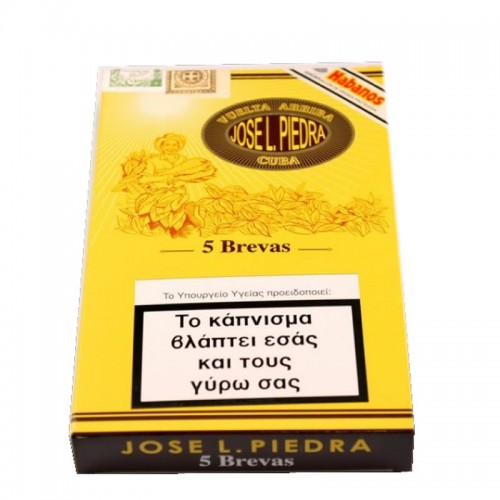 Habanos
VUELTA ARRIBA
JOSE L. PIEDRA
CUBA
5 Brevas
Το Υπουργείο Υγείας προειδοποιεί:
Το κάπνισμα
βλάπτει εσάς
και τους
γύρω σας
JOSE L. PIEDRA
5 Brevas